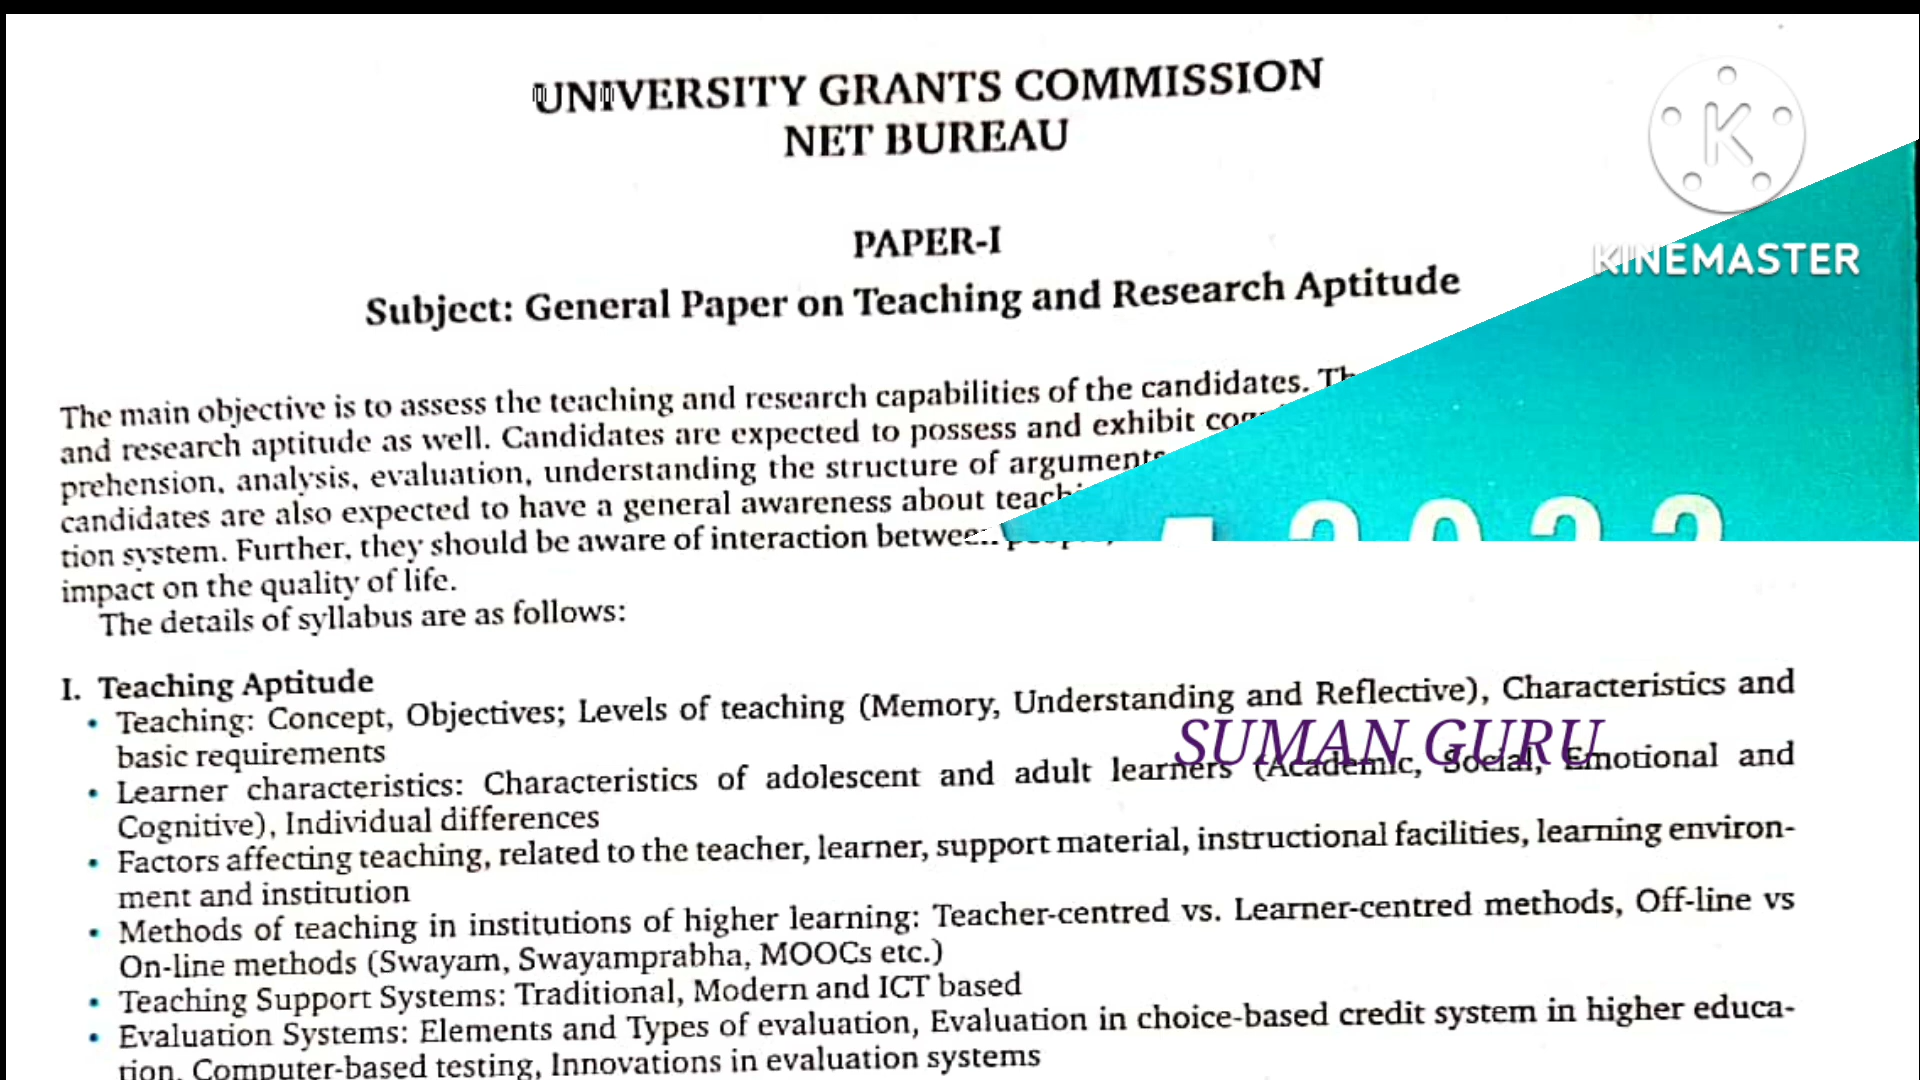 UNIVERSITY GRANTS COMMISSION
NET BUREAU
KINEMASTER
PAPER-I
Subject: General Paper on Teaching and Research Aptitude
The main objective is to assess the teaching and research capabilities of the candidates.
and research aptitude as well. Candidates are expected to possess and exhibit
prehension, analysis, evaluation, understanding the structure of arguments
candidates are also expected to have a general awareness about
tion system. Further, they should be aware of interaction between
impact on the quality of life.
The details of syllabus are as follows:
I. Teaching Aptitude
• Teaching: Concept, Objectives; Levels of teaching (Memory, Understanding and Reflective), Characteristics and
basic requirements
SUMAN GURU
• Learner characteristics: Characteristics of adolescent and adult learners (Academic, Social, Emotional and
Cognitive), Individual differences
• Factors affecting teaching, related to the teacher, learner, support material, instructional facilities, learning environ-
ment and institution
• Methods of teaching in institutions of higher learning: Teacher-centred vs. Learner-centred methods, Off-line vs
On-line methods (Swayam, Swayamprabha, MOOCs etc.)
• Teaching Support Systems: Traditional, Modern and ICT based
• Evaluation Systems: Elements and Types of evaluation, Evaluation in choice-based credit system in higher educa-
tion, Computer-based testing, Innovations in evaluation systems